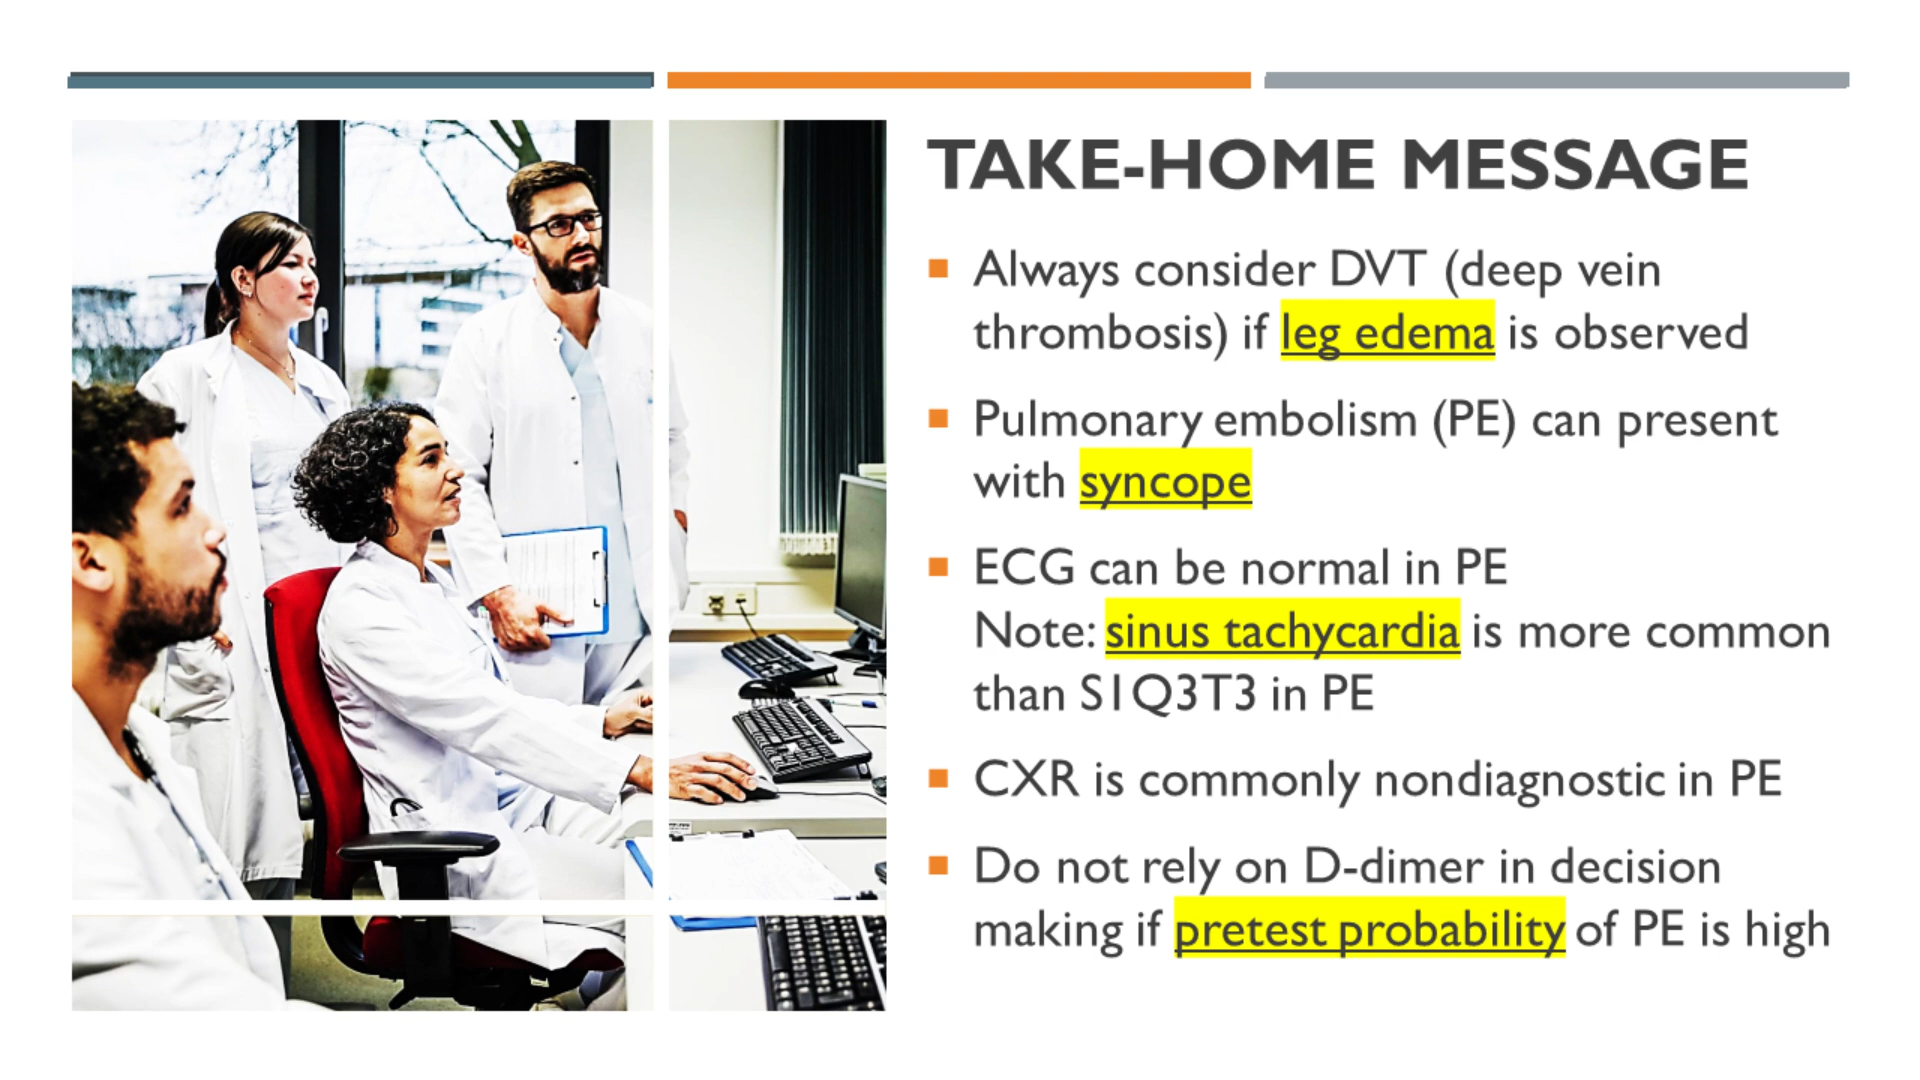 TAKE-HOME MESSAGE
Always consider DVT (deep vein
thrombosis) if leg edema is observed
Pulmonary embolism (PE) can present
with syncope
ECG can be normal in PE
Note: sinus tachycardia is more common
than S1Q3T3 in PE
CXR is commonly nondiagnostic in PE
Do not rely on D-dimer in decision
making if pretest probability of PE is high